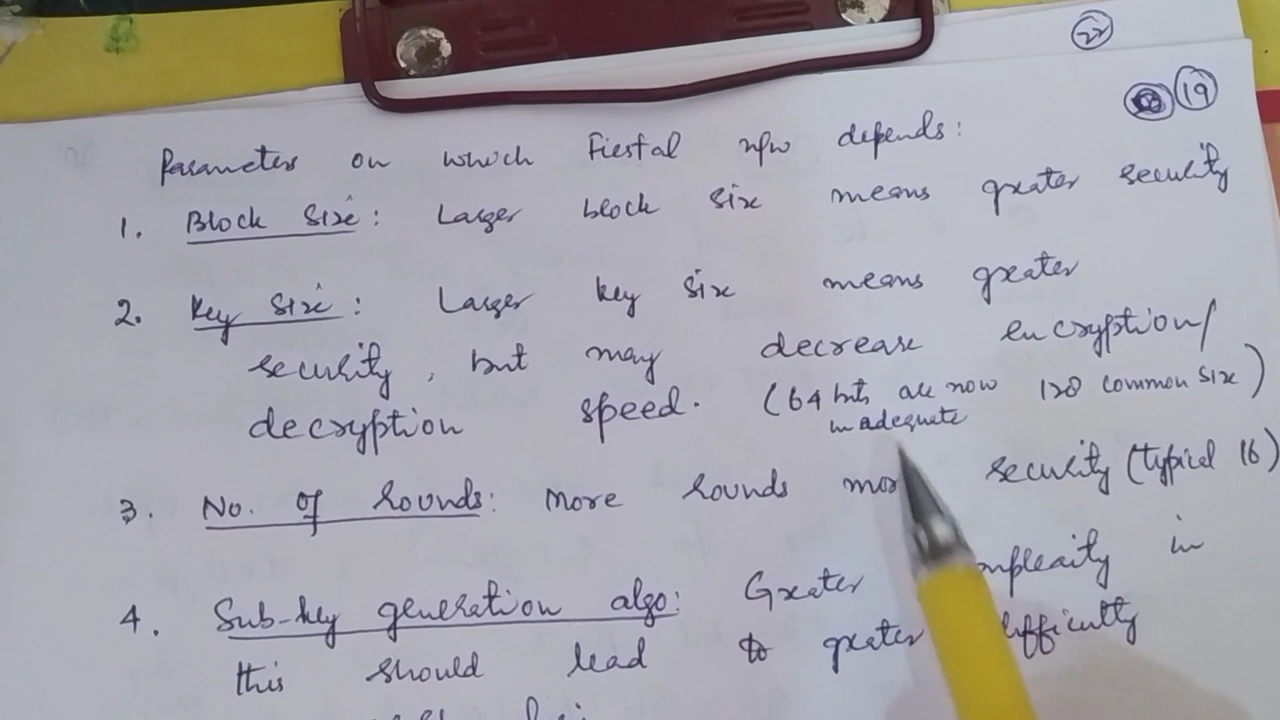 22
19
Parameters on which Fiestal n/w depends:
1. Block Size: Larger block size means greater security
2. Key Size: Larger key size means greater
security, but may decrease encryption/
decryption speed. (64 bits are now 128 common size)
inadequate
3. No. of rounds: More rounds more security (typical 16)
4. Sub-key generation algo: Greater mplexity in
this should lead to greater difficulty